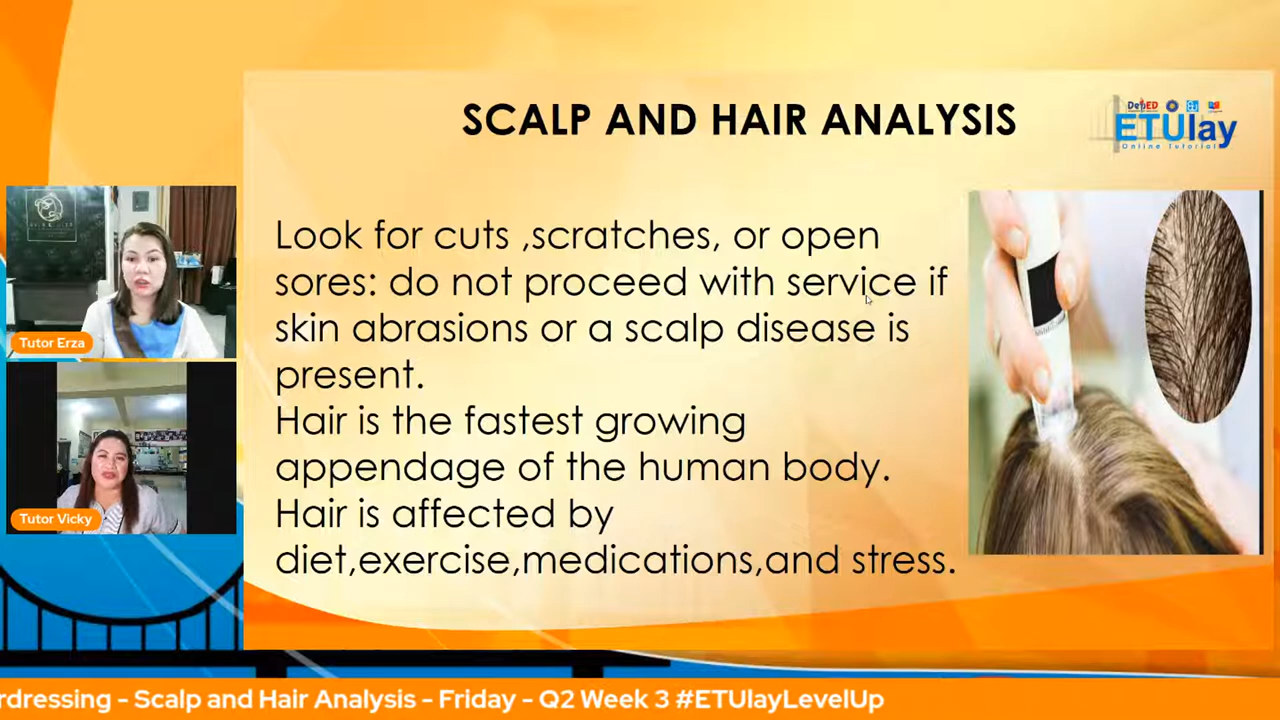 SCALP AND HAIR ANALYSIS
DepED
ETUlay
Online Tutorial
Look for cuts ,scratches, or open
sores: do not proceed with service if
skin abrasions or a scalp disease is
present.
Hair is the fastest growing
appendage of the human body.
Hair is affected by
diet,exercise,medications,and stress.
Tutor Erza
Tutor Vicky
rdressing - Scalp and Hair Analysis - Friday - Q2 Week 3 #ETUlayLevelUp